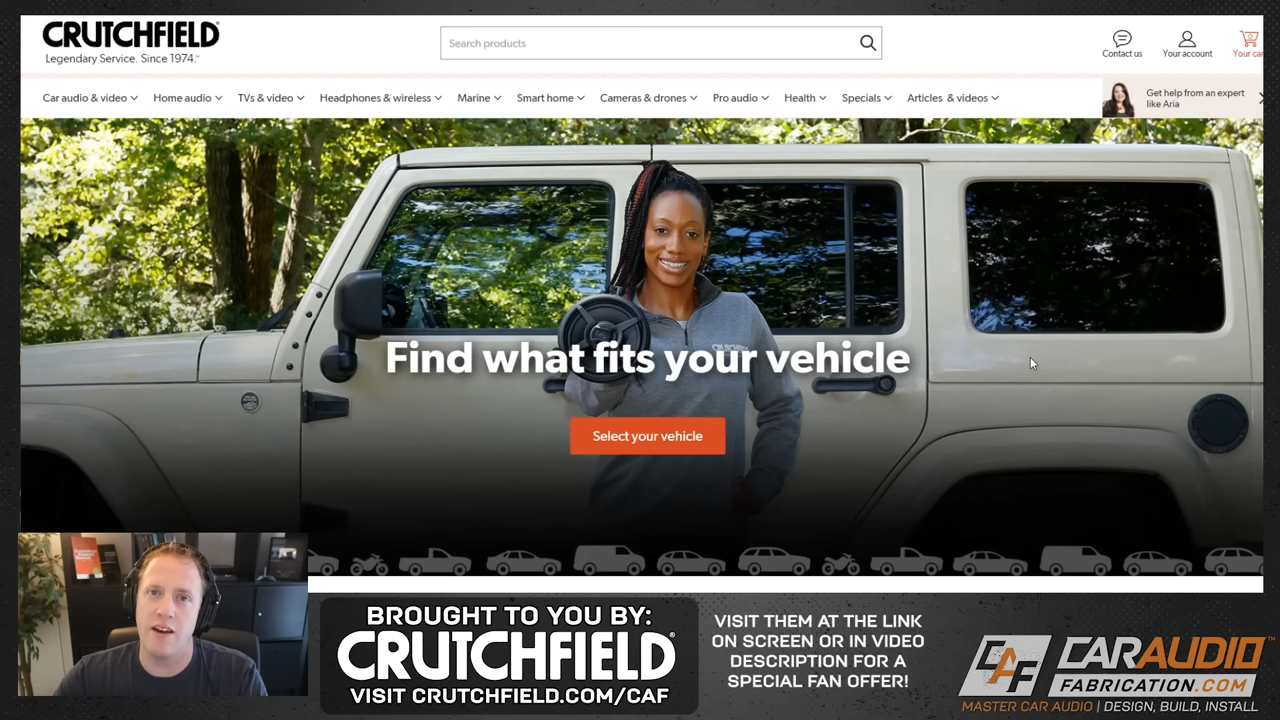 CRUTCHFIELD
Legendary Service. Since 1974.
Search products
Contact us
Your account
0
Get help from an expert
like Aria
Car audio & video
Home audio
TVs & video
Headphones & wireless
Marine
Smart home
Cameras & drones
Pro audio
Health
Specials
Articles & videos
CRUTCHFIELD
Find what fits your vehicle
Select your vehicle
BROUGHT TO YOU BY:
CRUTCHFIELD®
VISIT CRUTCHFIELD.COM/CAF
VISIT THEM AT THE LINK
ON SCREEN OR IN VIDEO
DESCRIPTION FOR A
SPECIAL FAN OFFER!
CAF
CARAUDIO™
FABRICATION.COM
MASTER CAR AUDIO | DESIGN, BUILD, INSTALL